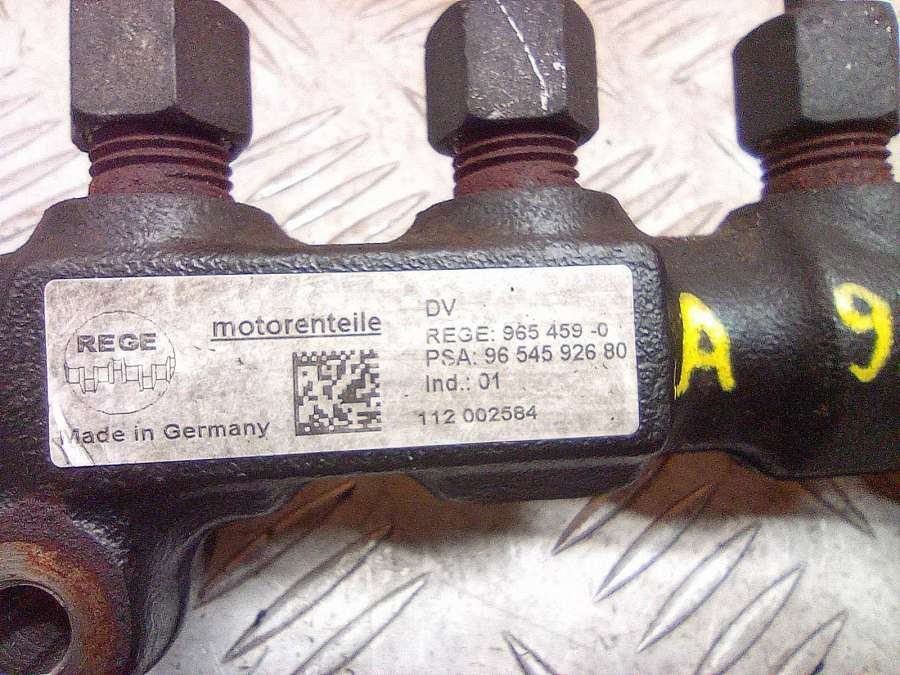 REGE
motorenteile
Made in Germany
DV
REGE: 965 459 -0
PSA: 96 545 926 80
Ind.: 01
112 002584
A 9